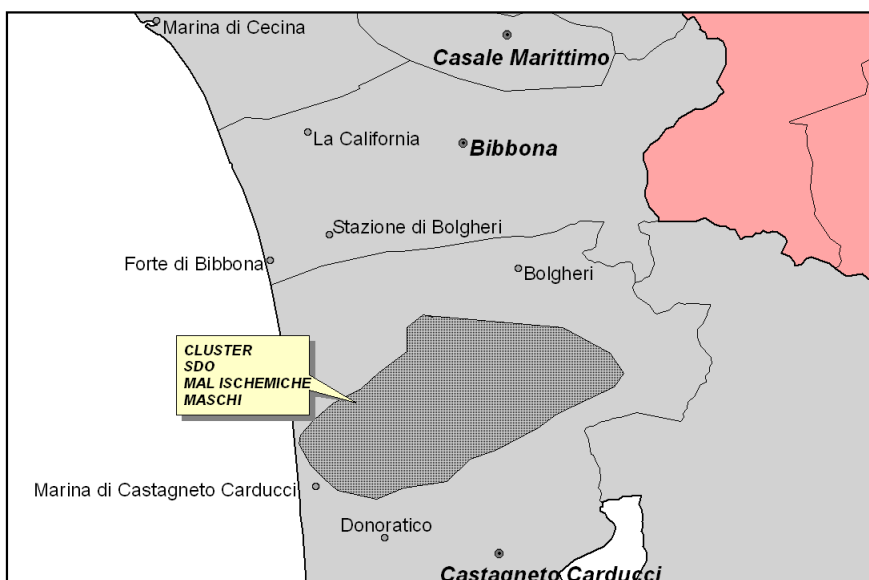 Marina di Cecina
Casale Marittimo
La California
Bibbona
Stazione di Bolgheri
Forte di Bibbona
Bolgheri
CLUSTER
SDO
MAL ISCHEMICHE
MASCHI
Marina di Castagneto Carducci
Donoratico
Castagneto Carducci